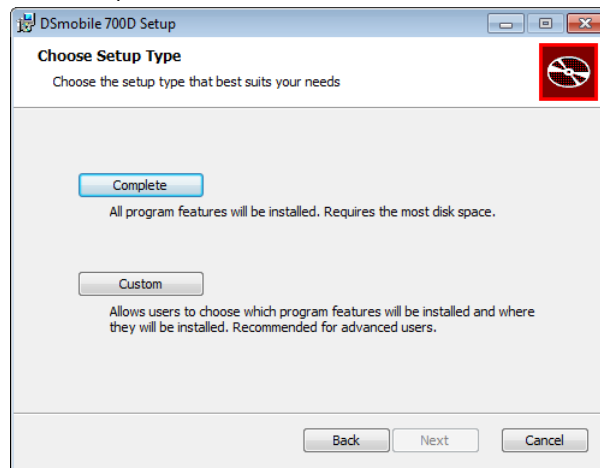 DSmobile 700D Setup
Choose Setup Type
Choose the setup type that best suits your needs
Complete
All program features will be installed. Requires the most disk space.
Custom
Allows users to choose which program features will be installed and where
they will be installed. Recommended for advanced users.
Back Next Cancel